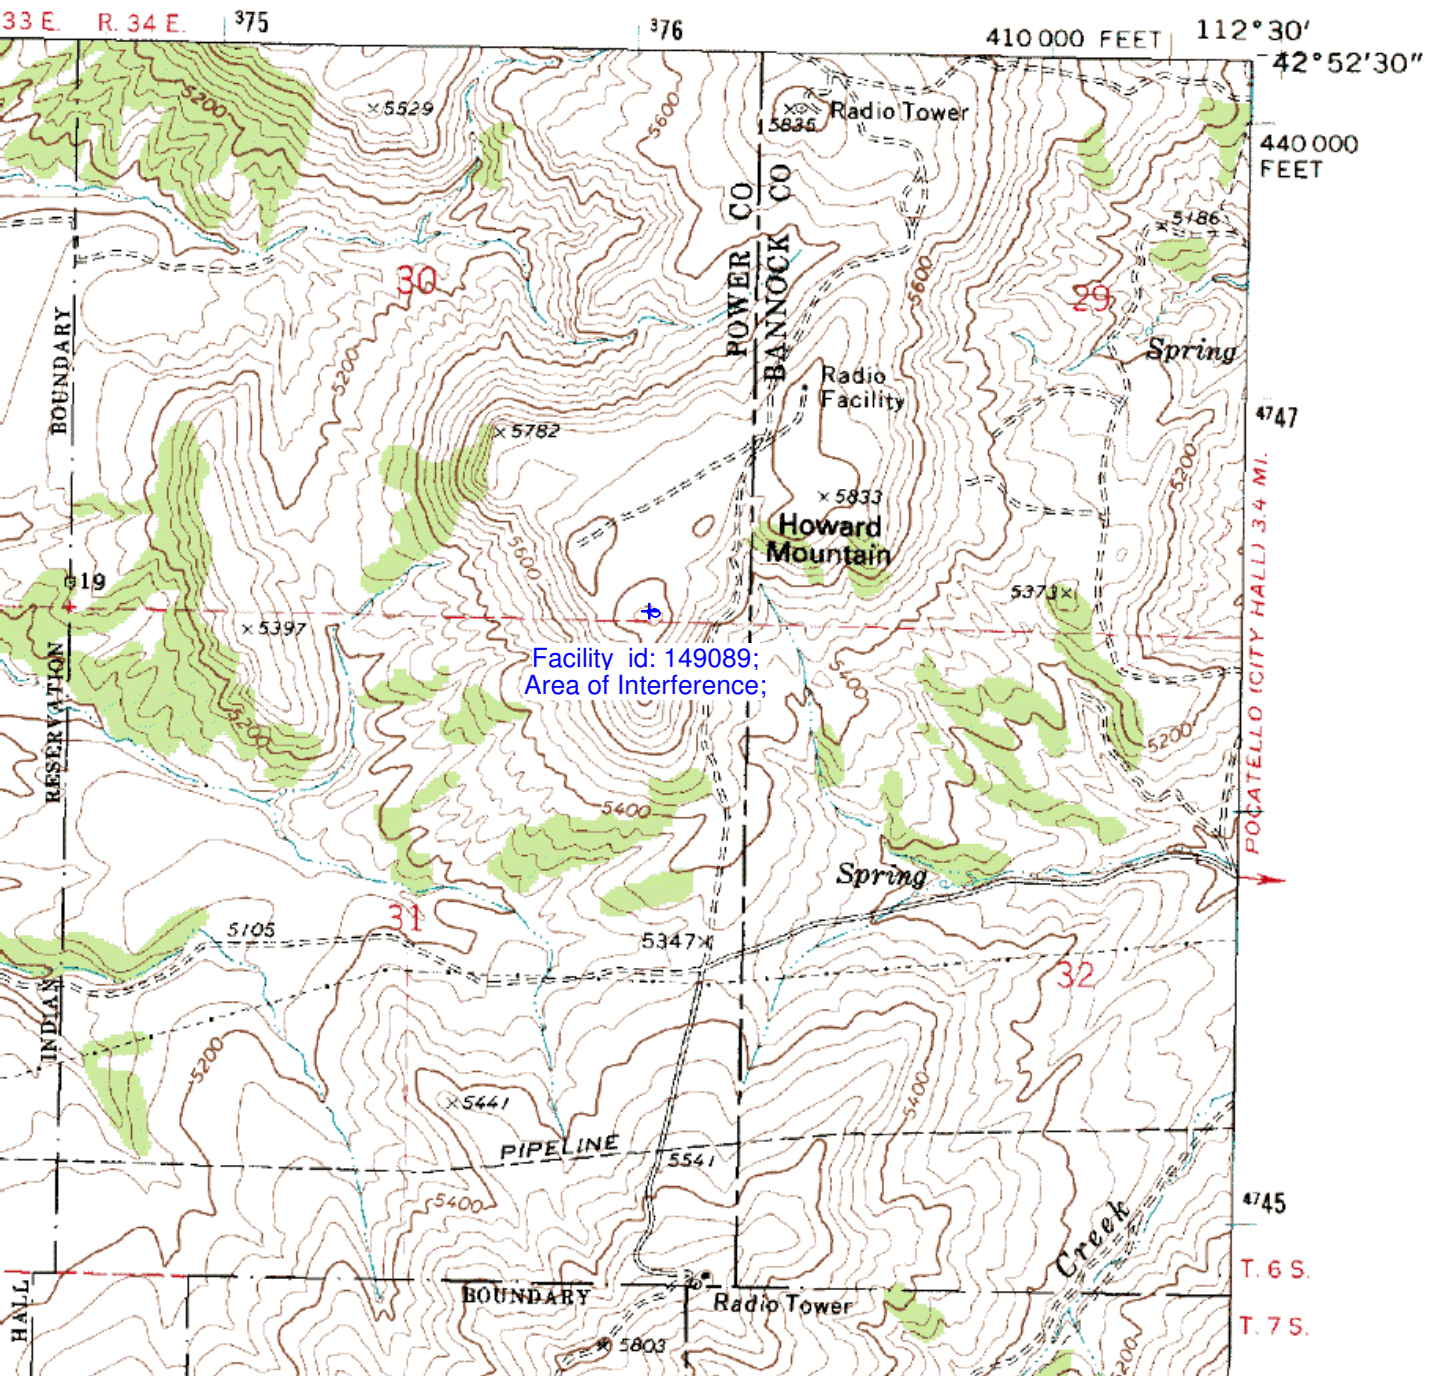 33 E. R. 34 E.
375
376
410 000 FEET
112°30′
42°52′30″
5200
×5529
5600
5835
Radio Tower
440 000
FEET
POWER CO
BANNOCK CO
5186
30
29
5600
Spring
BOUNDARY
5200
Radio
Facility
4747
×5782
5200
×5833
Howard
Mountain
5600
19
5373×
×5397
Facility id: 149089;
Area of Interference;
5400
RESERVATION
5200
5200
POCATELLO (CITY HALL) 3.4 MI.
5400
Spring
31
5105
5347×
32
INDIAN
5200
×5441
5400
PIPELINE
5541
5400
4745
Creek
T. 6 S.
BOUNDARY
Radio Tower
T. 7 S.
HALL
5803
5200